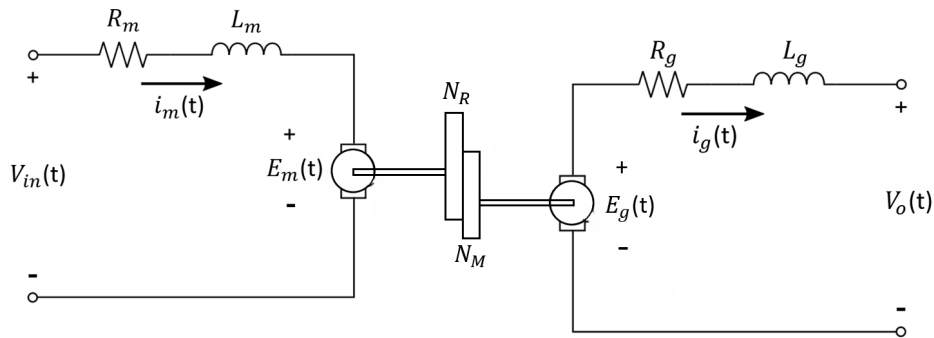 R_m
L_m
+
i_m(t)
V_in(t)
+
E_m(t)
-
-
N_R
N_M
R_g
L_g
+
i_g(t)
+
E_g(t)
V_o(t)
-
-